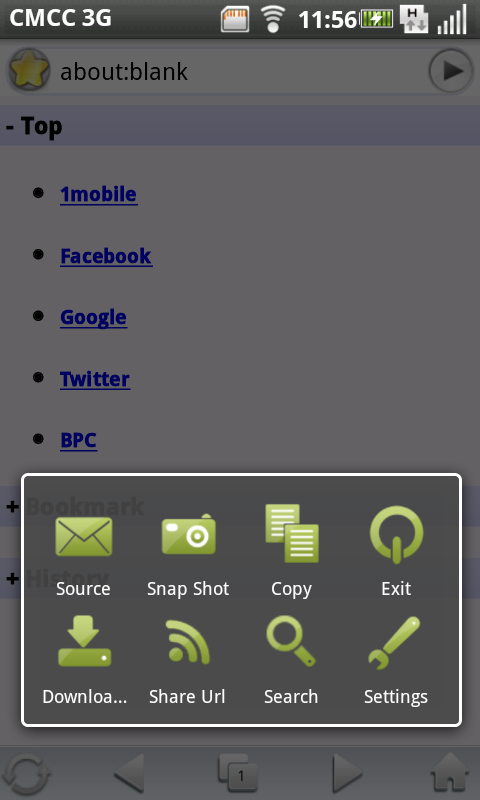 CMCC 3G 11:56 H
about:blank
- Top
1mobile
Facebook
Google
Twitter
BPC
+ Bookmark
+ History
Source Snap Shot Copy Exit
Downloa... Share Url Search Settings
1